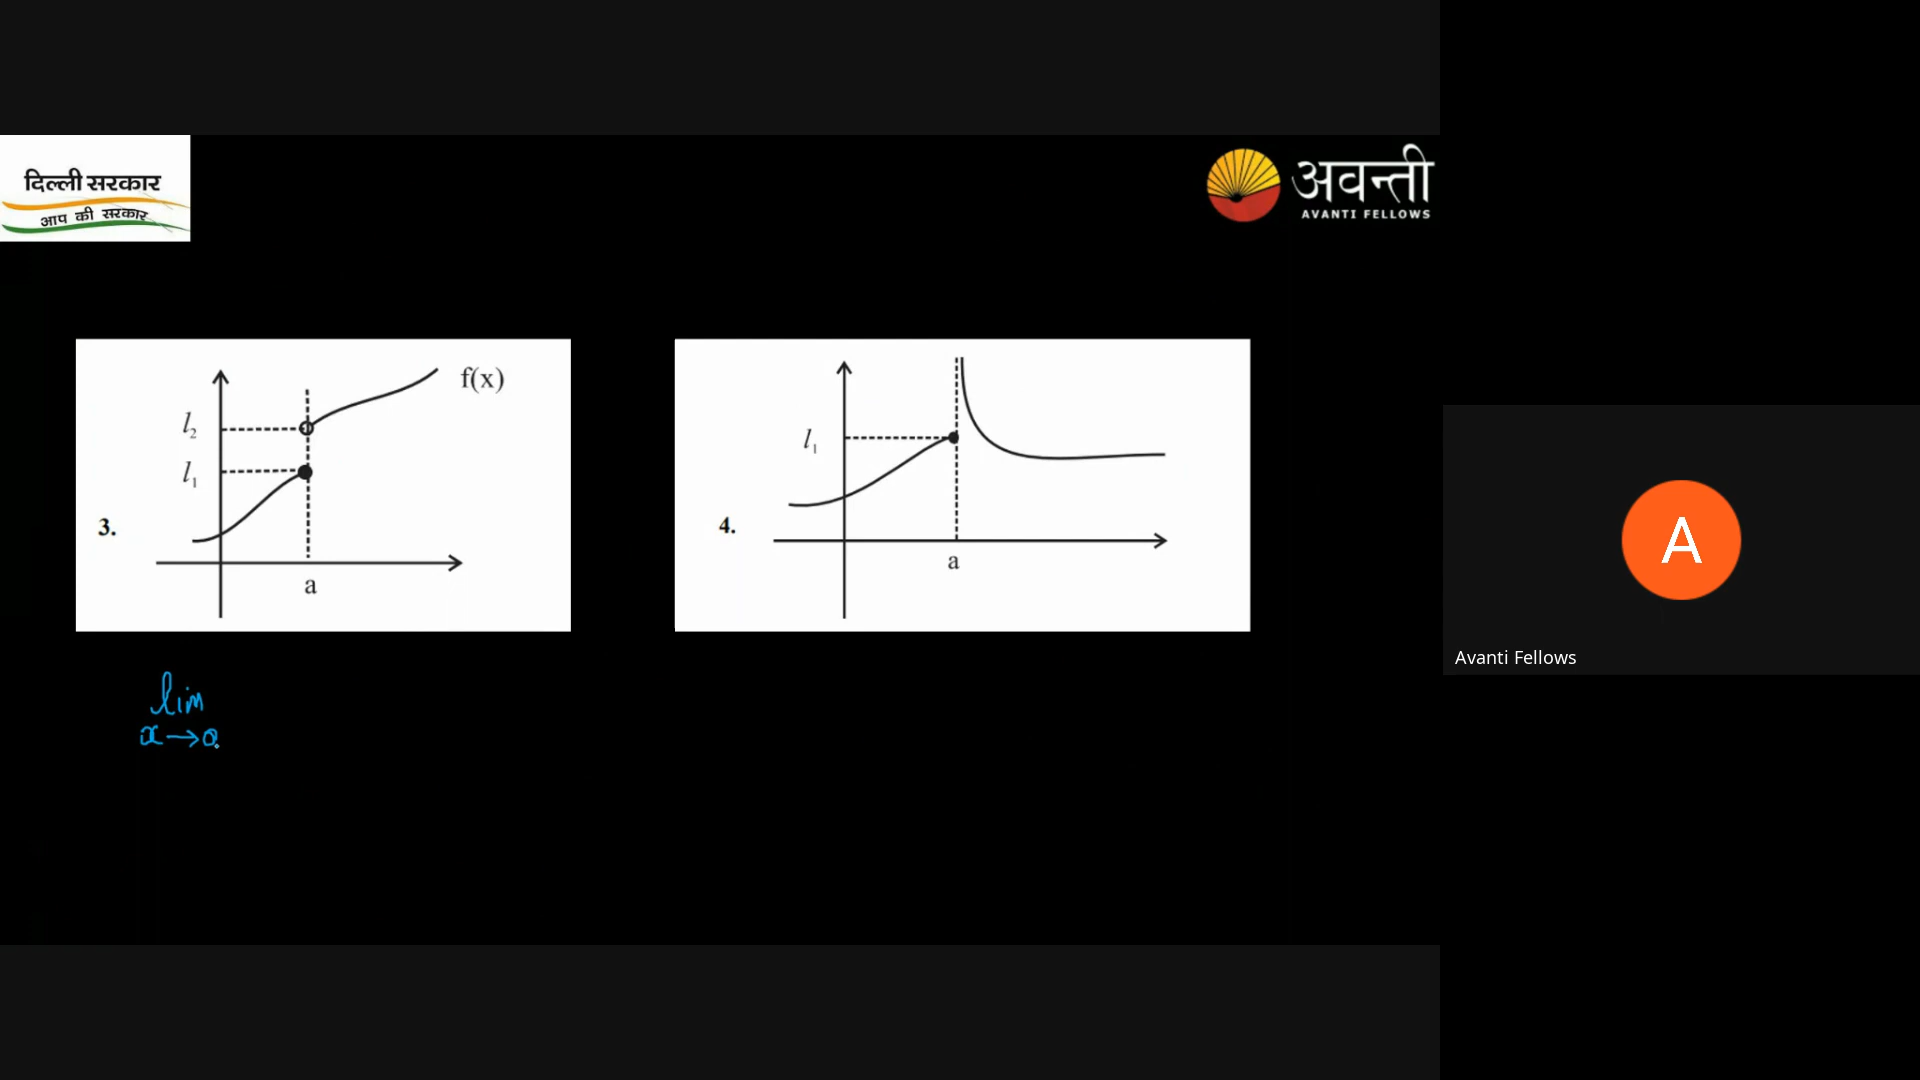 दिल्ली सरकार
आप की सरकार
अवन्ती
AVANTI FELLOWS
f(x)
l₂
l₁
3.
a
l₁
4.
a
lim
x→a
A
Avanti Fellows